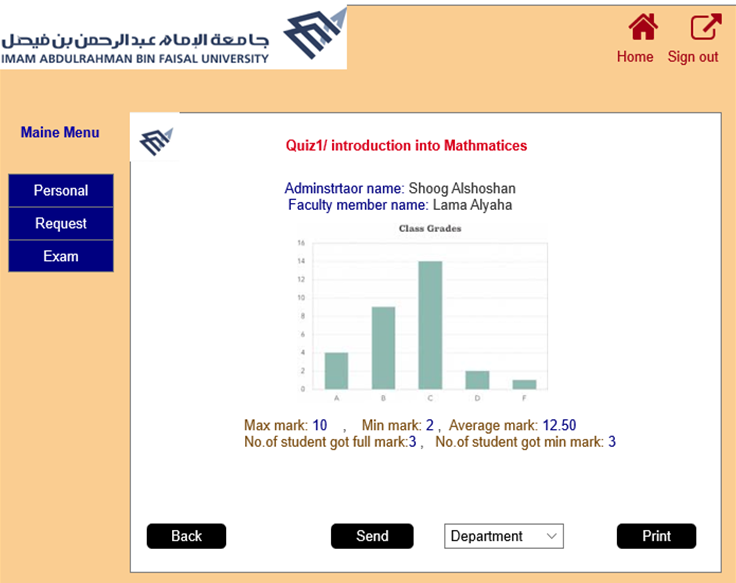 جامعة الإمام عبدالرحمن بن فيصل
IMAM ABDULRAHMAN BIN FAISAL UNIVERSITY
Home
Sign out
Maine Menu
Personal
Request
Exam
Quiz1/ introduction into Mathmatices
Adminstrtaor name: Shoog Alshoshan
Faculty member name: Lama Alyaha
Class Grades
16
14
12
10
8
6
4
2
0
A B C D F
Max mark: 10 , Min mark: 2 , Average mark: 12.50
No.of student got full mark:3 , No.of student got min mark: 3
Back
Send
Department
Print